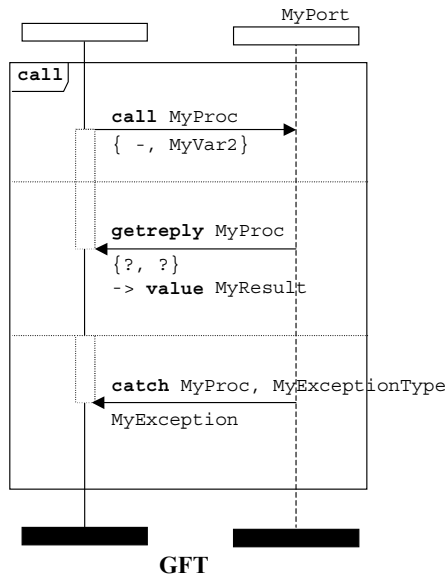 MyPort
call
call MyProc
{ -, MyVar2}
getreply MyProc
{?, ?}
-> value MyResult
catch MyProc, MyExceptionType
MyException
GFT